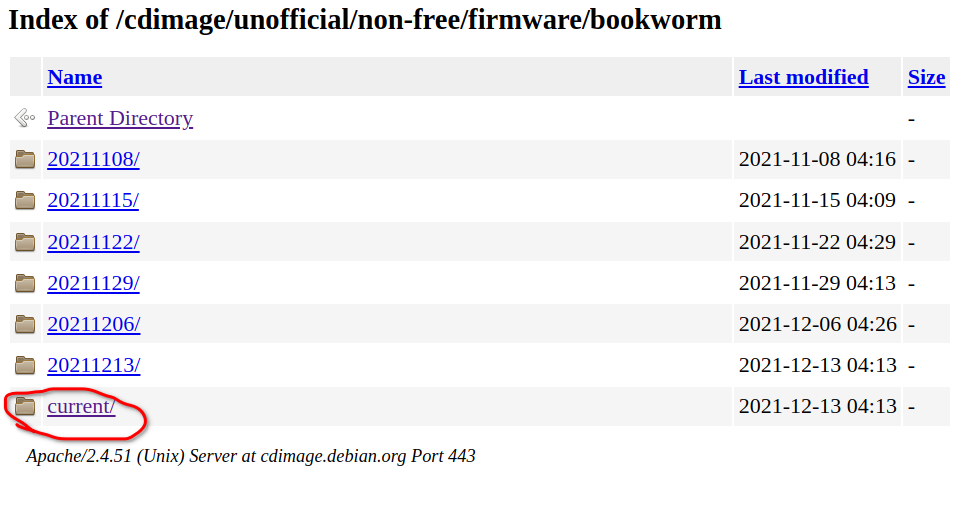 Index of /cdimage/unofficial/non-free/firmware/bookworm
Name Last modified Size
Parent Directory -
20211108/ 2021-11-08 04:16 -
20211115/ 2021-11-15 04:09 -
20211122/ 2021-11-22 04:29 -
20211129/ 2021-11-29 04:13 -
20211206/ 2021-12-06 04:26 -
20211213/ 2021-12-13 04:13 -
current/ 2021-12-13 04:13 -
Apache/2.4.51 (Unix) Server at cdimage.debian.org Port 443